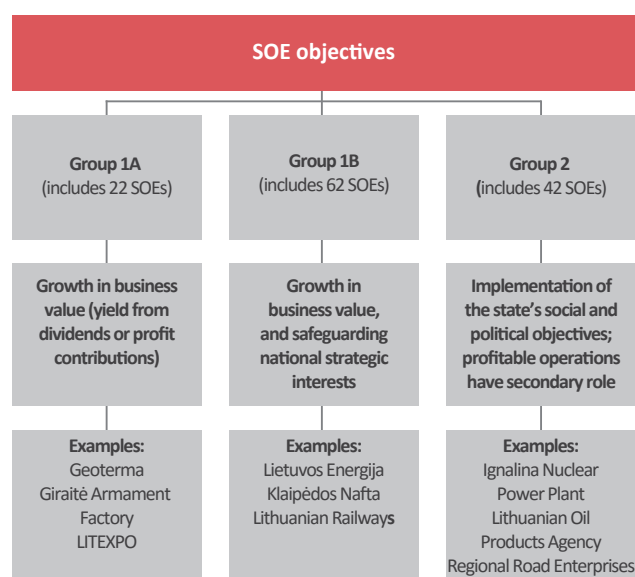 SOE objectives
Group 1A
(includes 22 SOEs)
Group 1B
(includes 62 SOEs)
Group 2
(includes 42 SOEs)
Growth in business
value (yield from
dividends or profit
contributions)
Growth in
business value,
and safeguarding
national strategic
interests
Implementation of
the state's social and
political objectives;
profitable operations
have secondary role
Examples:
Geoterma
Giraitė Armament
Factory
LITEXPO
Examples:
Lietuvos Energija
Klaipėdos Nafta
Lithuanian Railways
Examples:
Ignalina Nuclear
Power Plant
Lithuanian Oil
Products Agency
Regional Road Enterprises